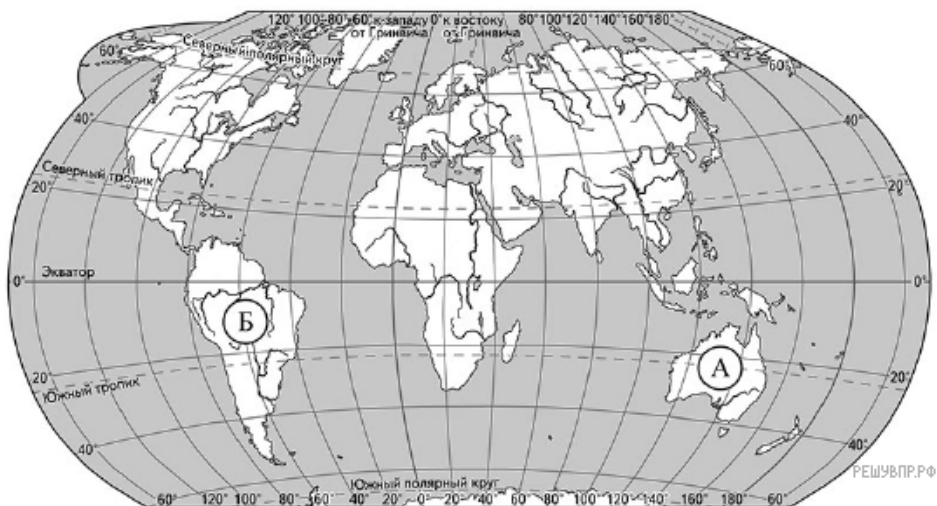 120° 100°-80°-60° к западу 0° к востоку 80° 100° 140° 160° 180°
от Гринвича от Гринвича
Северный полярный круг
60° 60°
40° 40°
Северный тропик
20° 20°
Экватор
0° 0°
Б
А
20° 20°
Южный тропик
40° 40°
РЕШУВПР.РФ
Южный полярный круг
60° 120° 100° 80° 40° 20° 0° 20° 40° 60° 80° 100° 120° 140° 160° 180° 60°